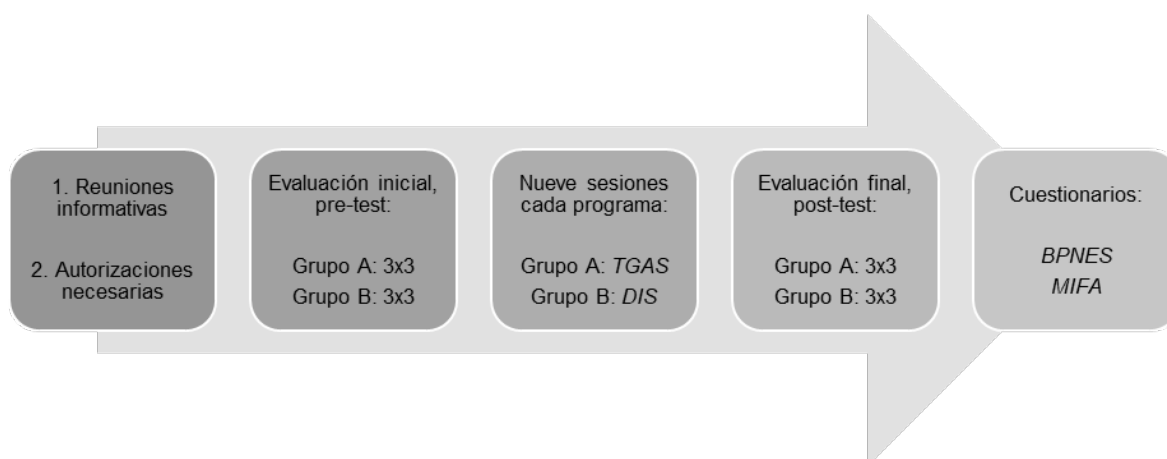 1. Reuniones
informativas
2. Autorizaciones
necesarias
Evaluación inicial,
pre-test:
Grupo A: 3x3
Grupo B: 3x3
Nueve sesiones
cada programa:
Grupo A: TGAS
Grupo B: DIS
Evaluación final,
post-test:
Grupo A: 3x3
Grupo B: 3x3
Cuestionarios:
BPNES
MIFA